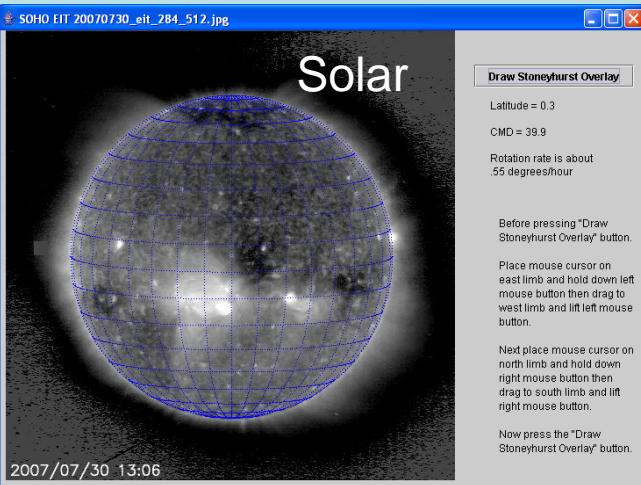 SOHO EIT 20070730_eit_284_512.jpg
Solar
Draw Stoneyhurst Overlay
Latitude = 0.3
CMD = 39.9
Rotation rate is about
.55 degrees/hour
Before pressing "Draw
Stoneyhurst Overlay" button.
Place mouse cursor on
east limb and hold down left
mouse button then drag to
west limb and lift left mouse
button.
Next place mouse cursor on
north limb and hold down
right mouse button then
drag to south limb and lift
right mouse button.
Now press the "Draw
Stoneyhurst Overlay" button.
2007/07/30 13:06